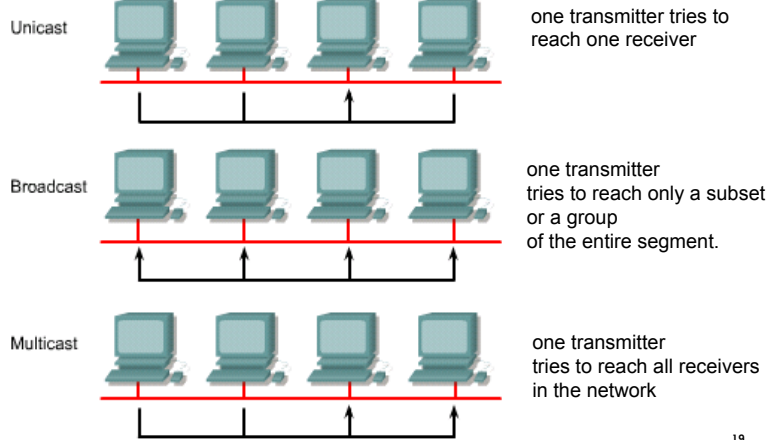 Unicast
one transmitter tries to
reach one receiver
Broadcast
one transmitter
tries to reach only a subset
or a group
of the entire segment.
Multicast
one transmitter
tries to reach all receivers
in the network
19